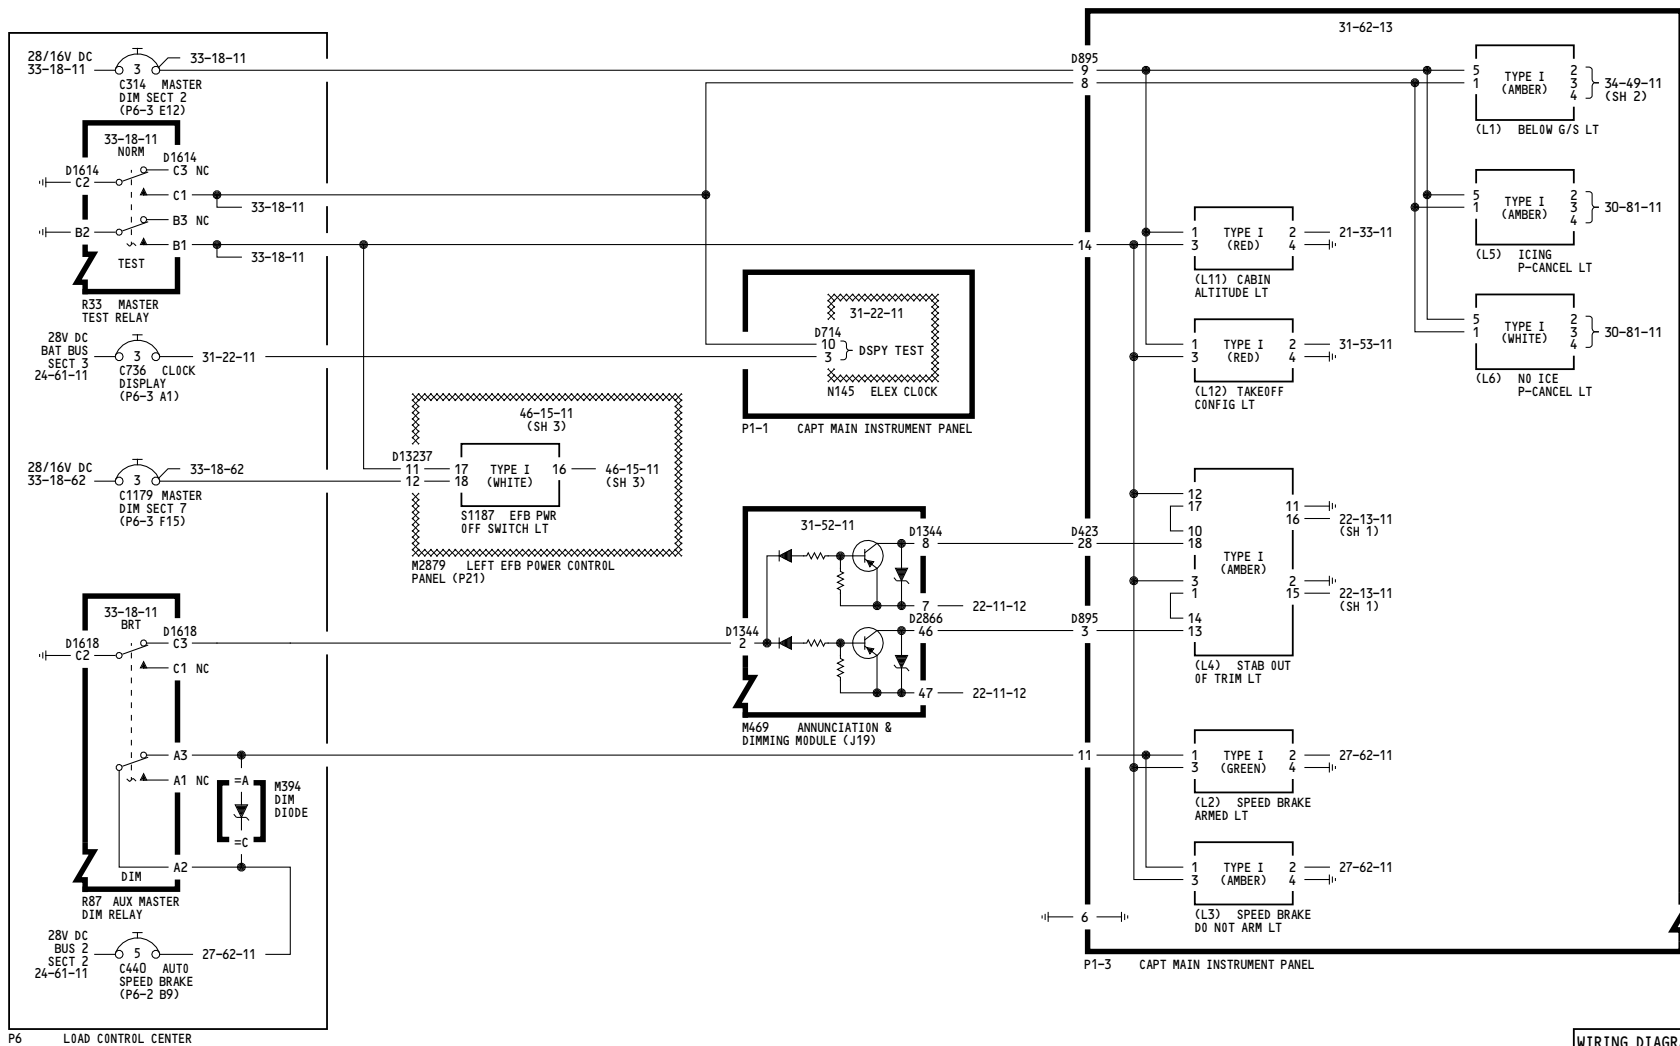 28/16V DC
33-18-11
3
33-18-11
C314 MASTER
DIM SECT 2
(P6-3 E12)
33-18-11
NORM
D1614
D1614
C2
C3 NC
C1
33-18-11
B2
B3 NC
B1
33-18-11
TEST
R33 MASTER
TEST RELAY
28V DC
BAT BUS
SECT 3
24-61-11
3
31-22-11
C736 CLOCK
DISPLAY
(P6-3 A1)
28/16V DC
33-18-62
3
33-18-62
C1179 MASTER
DIM SECT 7
(P6-3 F15)
33-18-11
BRT
D1618
D1618
C2
C3
C1 NC
A3
A1 NC
=A
M394
DIM
DIODE
=C
A2
DIM
R87 AUX MASTER
DIM RELAY
28V DC
BUS 2
SECT 2
24-61-11
5
27-62-11
C440 AUTO
SPEED BRAKE
(P6-2 B9)
P6 LOAD CONTROL CENTER
46-15-11
(SH 3)
D13237
11
12
17
18
TYPE I
(WHITE)
16
46-15-11
(SH 3)
S1187 EFB PWR
OFF SWITCH LT
M2879 LEFT EFB POWER CONTROL
PANEL (P21)
31-22-11
D714
10
3
DSPY TEST
N145 ELEX CLOCK
P1-1 CAPT MAIN INSTRUMENT PANEL
31-52-11
D1344
8
7
22-11-12
D2866
46
D1344
2
47
22-11-12
M469 ANNUNCIATION &
DIMMING MODULE (J19)
31-62-13
D895
9
8
14
D423
28
D895
3
11
6
5
1
TYPE I
(AMBER)
2
3
4
34-49-11
(SH 2)
(L1) BELOW G/S LT
5
1
TYPE I
(AMBER)
2
3
4
30-81-11
(L5) ICING
P-CANCEL LT
5
1
TYPE I
(WHITE)
2
3
4
30-81-11
(L6) NO ICE
P-CANCEL LT
1
3
TYPE I
(RED)
2
4
21-33-11
(L11) CABIN
ALTITUDE LT
1
3
TYPE I
(RED)
2
4
31-53-11
(L12) TAKEOFF
CONFIG LT
12
17
10
18
3
1
14
13
TYPE I
(AMBER)
11
16
22-13-11
(SH 1)
2
15
22-13-11
(SH 1)
(L4) STAB OUT
OF TRIM LT
1
3
TYPE I
(GREEN)
2
4
27-62-11
(L2) SPEED BRAKE
ARMED LT
1
3
TYPE I
(AMBER)
2
4
27-62-11
(L3) SPEED BRAKE
DO NOT ARM LT
P1-3 CAPT MAIN INSTRUMENT PANEL
WIRING DIAGR